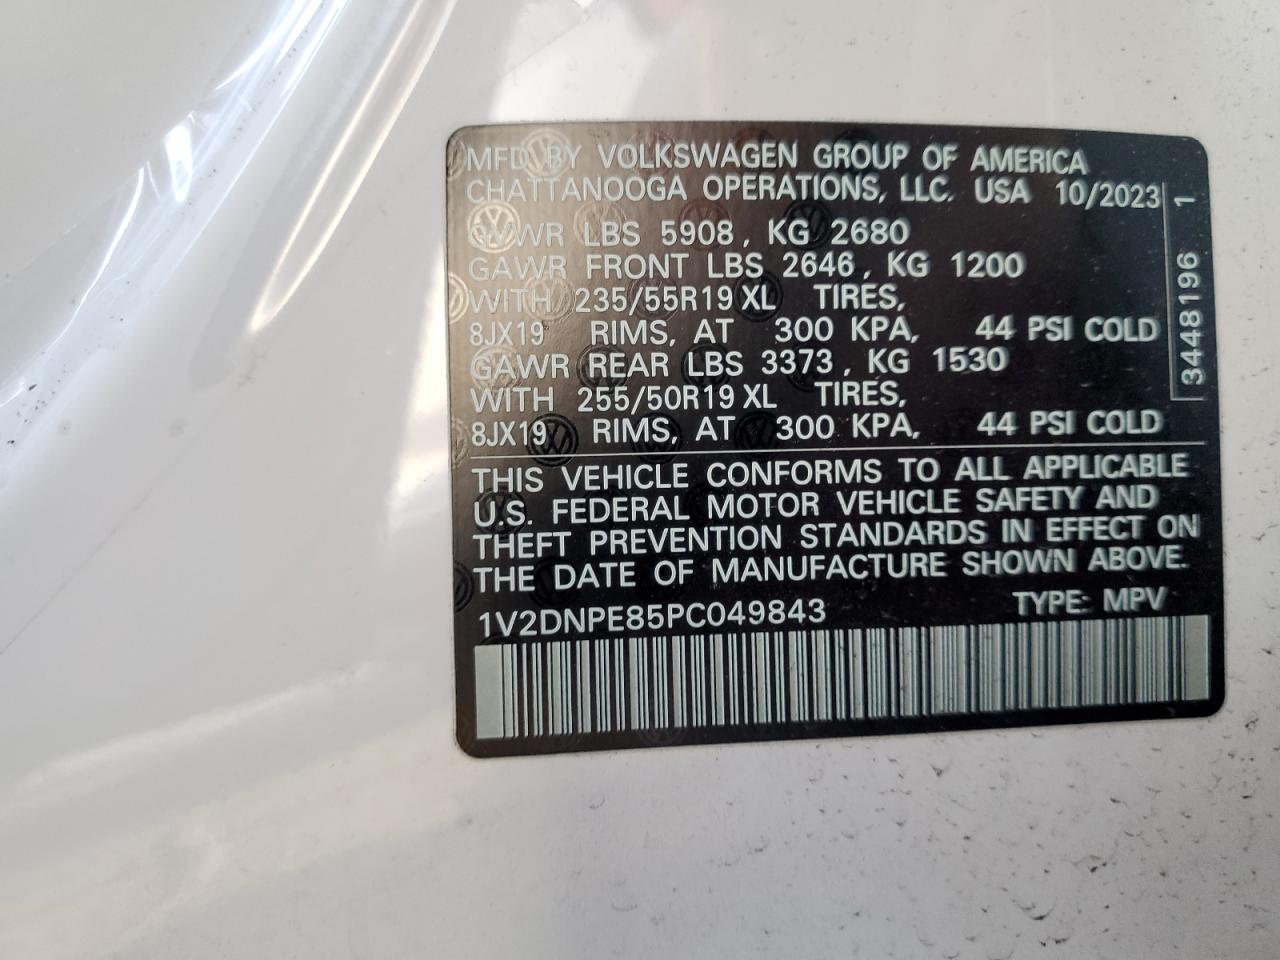 MFD BY VOLKSWAGEN GROUP OF AMERICA
CHATTANOOGA OPERATIONS, LLC. USA 10/2023
GVWR LBS 5908, KG 2680
GAWR FRONT LBS 2646, KG 1200
WITH 235/55R19 XL TIRES,
8JX19 RIMS, AT 300 KPA, 44 PSI COLD
GAWR REAR LBS 3373, KG 1530
WITH 255/50R19 XL TIRES,
8JX19 RIMS, AT 300 KPA, 44 PSI COLD
THIS VEHICLE CONFORMS TO ALL APPLICABLE
U.S. FEDERAL MOTOR VEHICLE SAFETY AND
THEFT PREVENTION STANDARDS IN EFFECT ON
THE DATE OF MANUFACTURE SHOWN ABOVE.
1V2DNPE85PC049843 TYPE: MPV
3448196 1